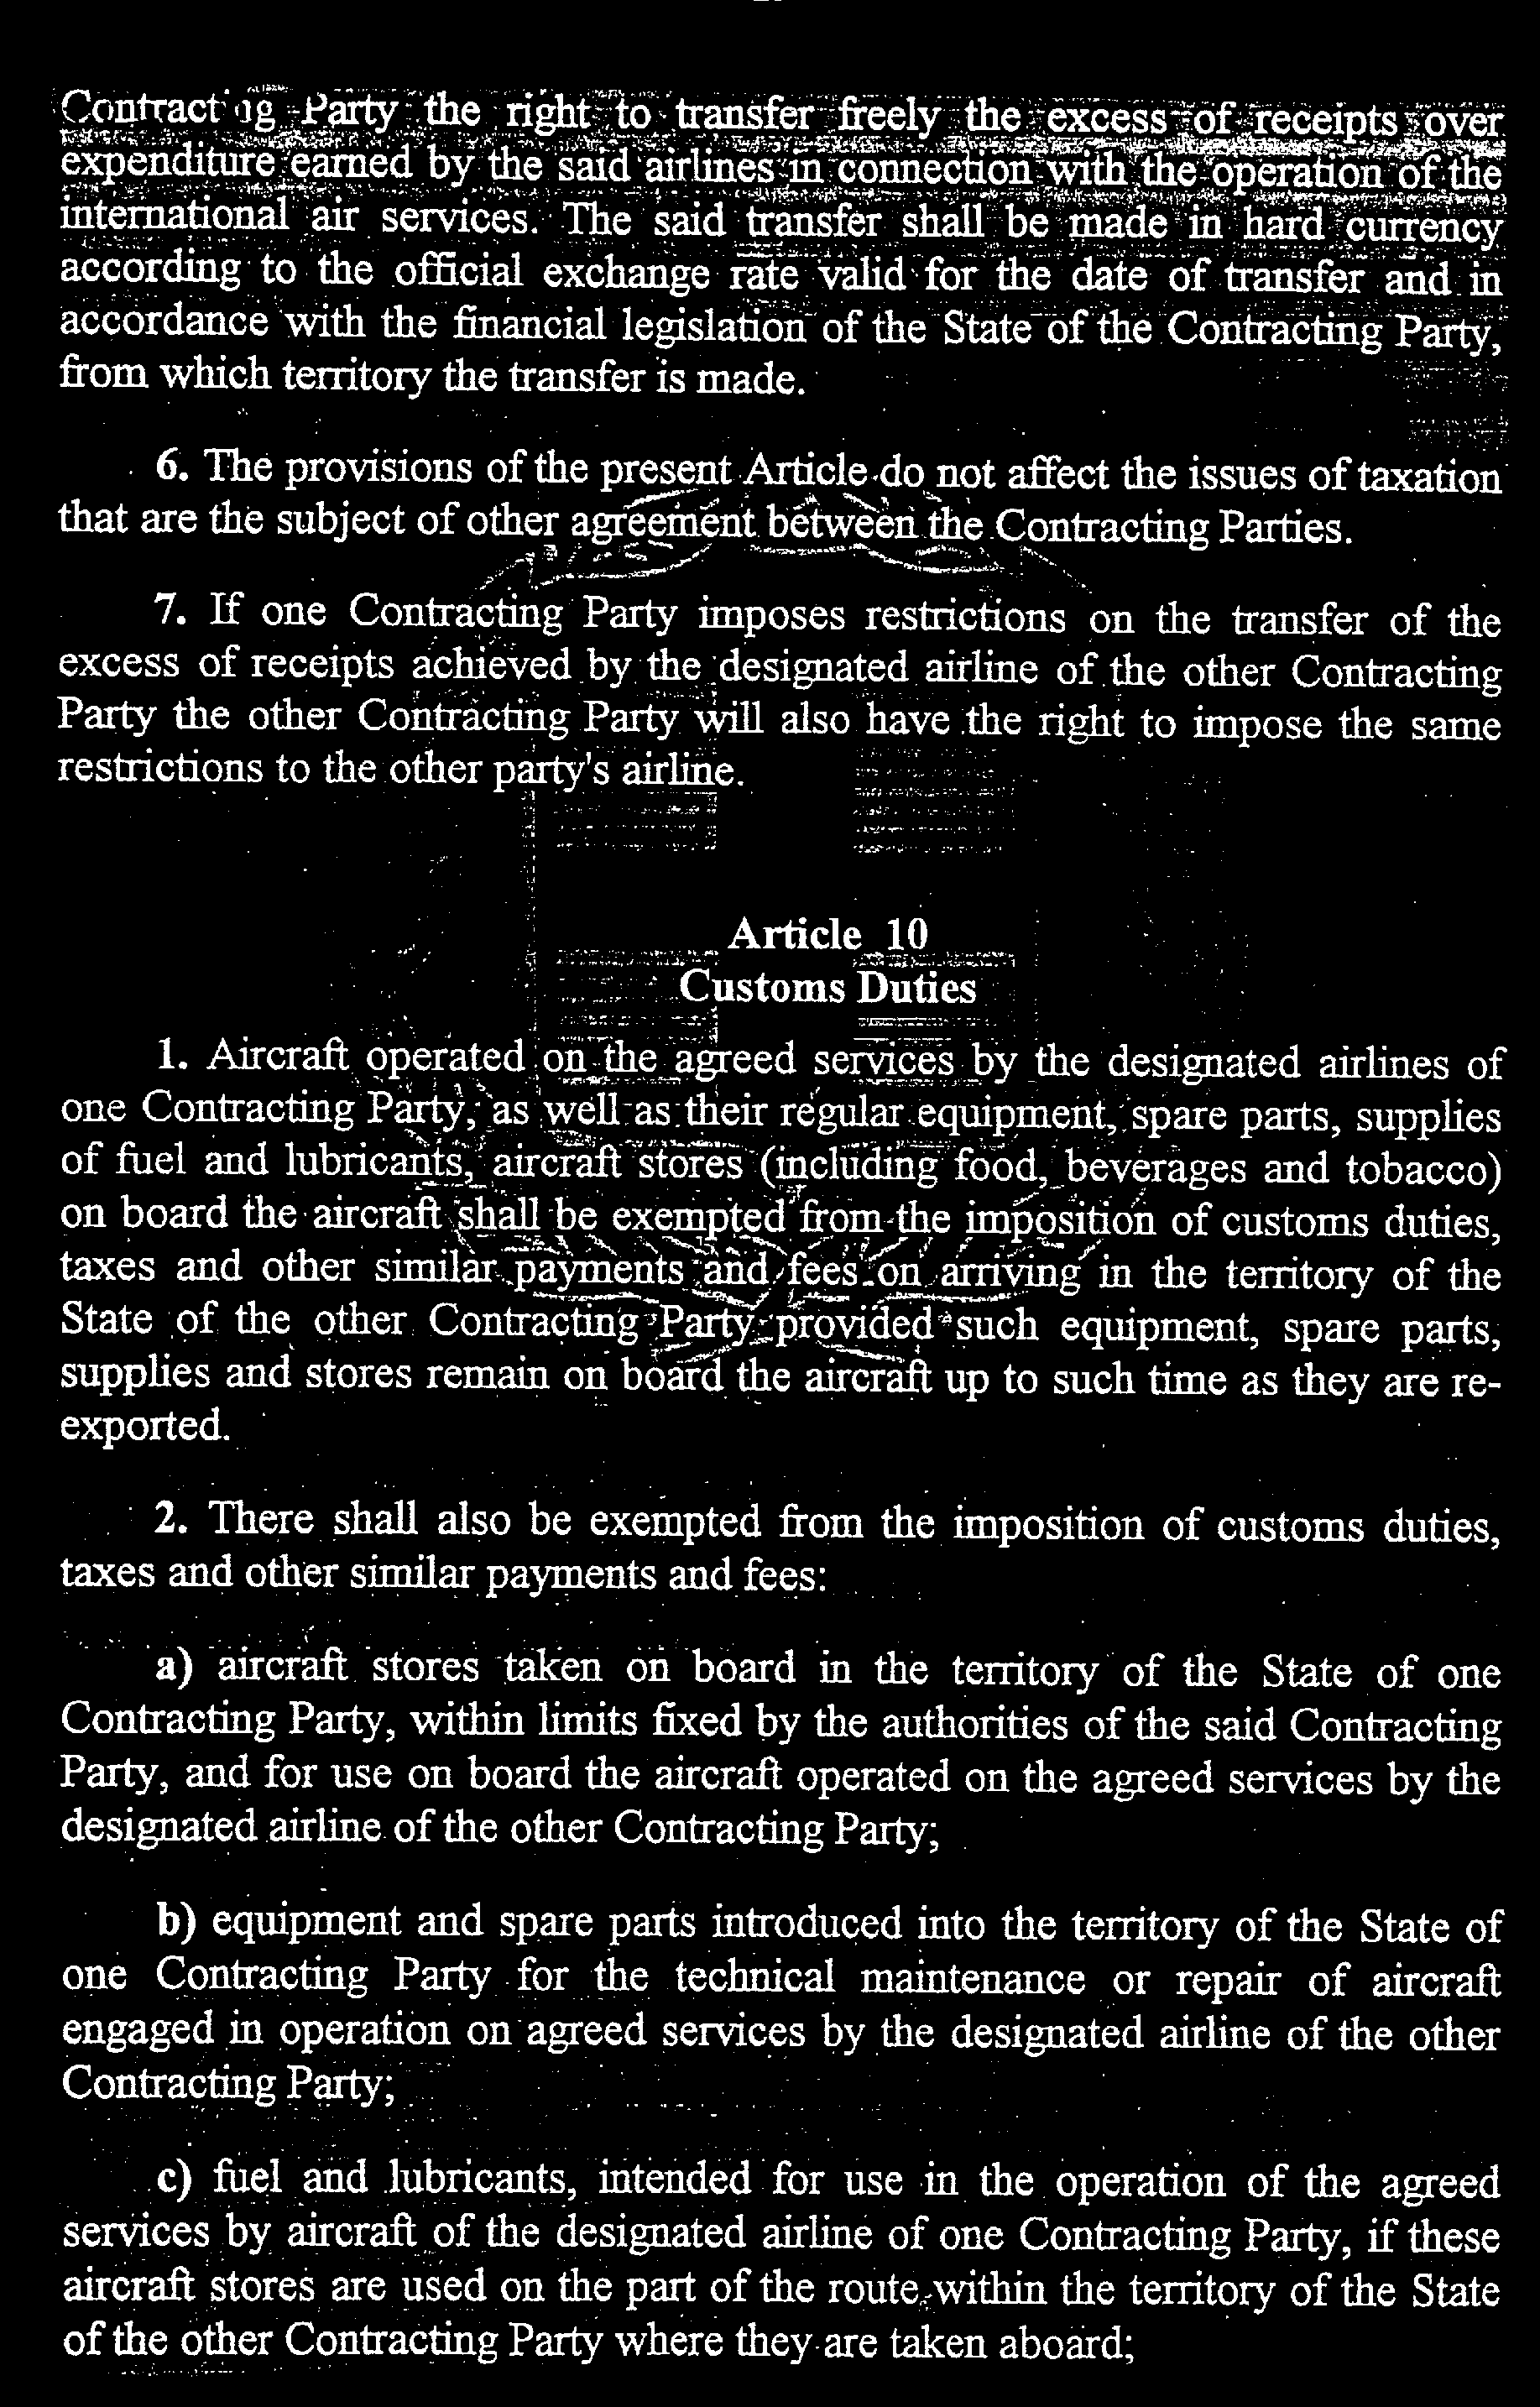 Contracting Party the right to transfer freely the excess of receipts over
expenditure earned by the said airlines in connection with the operation of the
international air services. The said transfer shall be made in hard currency
according to the official exchange rate valid for the date of transfer and in
accordance with the financial legislation of the State of the Contracting Party,
from which territory the transfer is made.
6. The provisions of the present Article do not affect the issues of taxation
that are the subject of other agreement between the Contracting Parties.
7. If one Contracting Party imposes restrictions on the transfer of the
excess of receipts achieved by the designated airline of the other Contracting
Party the other Contracting Party will also have the right to impose the same
restrictions to the other party's airline.
Article 10
Customs Duties
1. Aircraft operated on the agreed services by the designated airlines of
one Contracting Party, as well as their regular equipment, spare parts, supplies
of fuel and lubricants, aircraft stores (including food, beverages and tobacco)
on board the aircraft shall be exempted from the imposition of customs duties,
taxes and other similar payments and fees on arriving in the territory of the
State of the other Contracting Party provided such equipment, spare parts,
supplies and stores remain on board the aircraft up to such time as they are re-
exported.
2. There shall also be exempted from the imposition of customs duties,
taxes and other similar payments and fees:
a) aircraft stores taken on board in the territory of the State of one
Contracting Party, within limits fixed by the authorities of the said Contracting
Party, and for use on board the aircraft operated on the agreed services by the
designated airline of the other Contracting Party;
b) equipment and spare parts introduced into the territory of the State of
one Contracting Party for the technical maintenance or repair of aircraft
engaged in operation on agreed services by the designated airline of the other
Contracting Party;
c) fuel and lubricants, intended for use in the operation of the agreed
services by aircraft of the designated airline of one Contracting Party, if these
aircraft stores are used on the part of the route within the territory of the State
of the other Contracting Party where they are taken aboard;